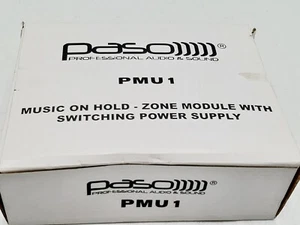 paso)))))®
PROFESSIONAL AUDIO & SOUND
PMU1
MUSIC ON HOLD - ZONE MODULE WITH
SWITCHING POWER SUPPLY
paso)))))®
PROFESSIONAL AUDIO & SOUND
PMU1